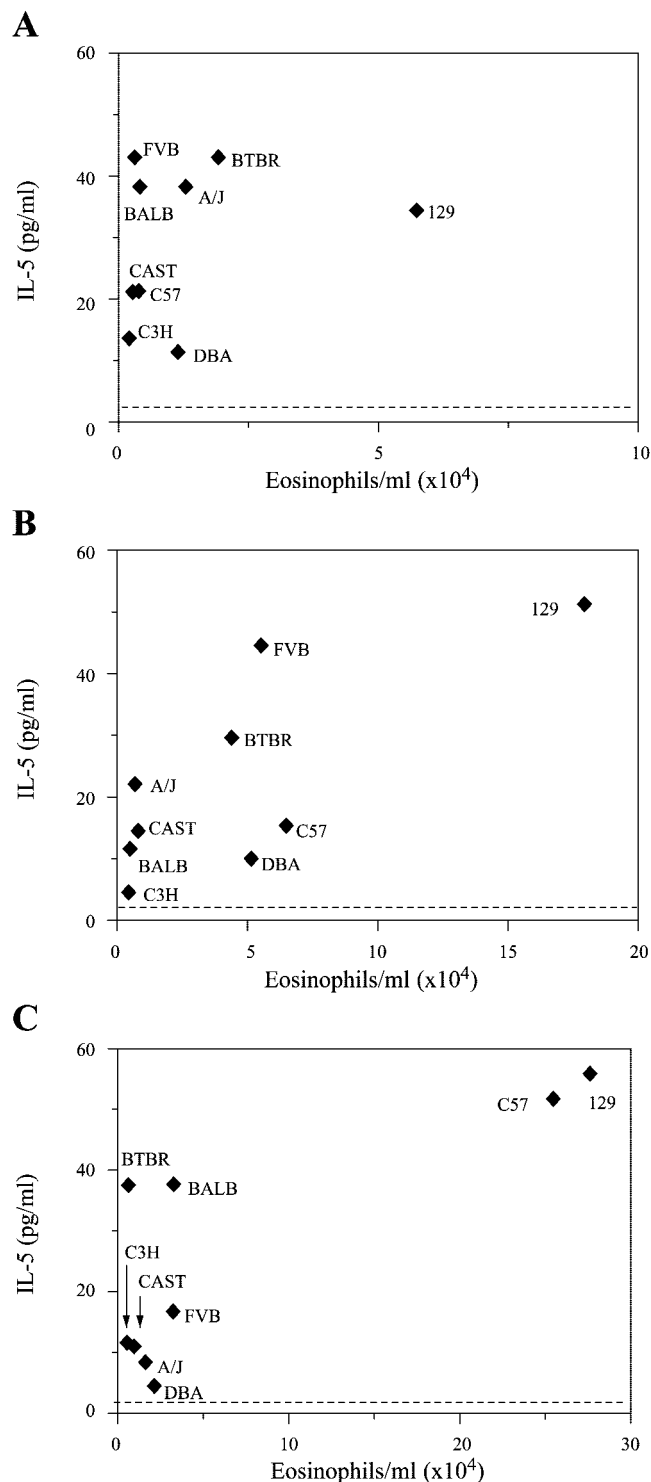 A
60
FVB
BTBR
40
BALB
A/J
129
IL-5 (pg/ml)
CAST
C57
20
C3H
DBA
0
0 5 10
Eosinophils/ml (x10⁴)
B
60
129
FVB
40
BTBR
IL-5 (pg/ml)
A/J
20
CAST
C57
BALB
DBA
C3H
0
0 5 10 15 20
Eosinophils/ml (x10⁴)
C
60
C57
129
BTBR
40
BALB
IL-5 (pg/ml)
C3H
CAST
20
FVB
A/J
DBA
0
0 10 20 30
Eosinophils/ml (x10⁴)